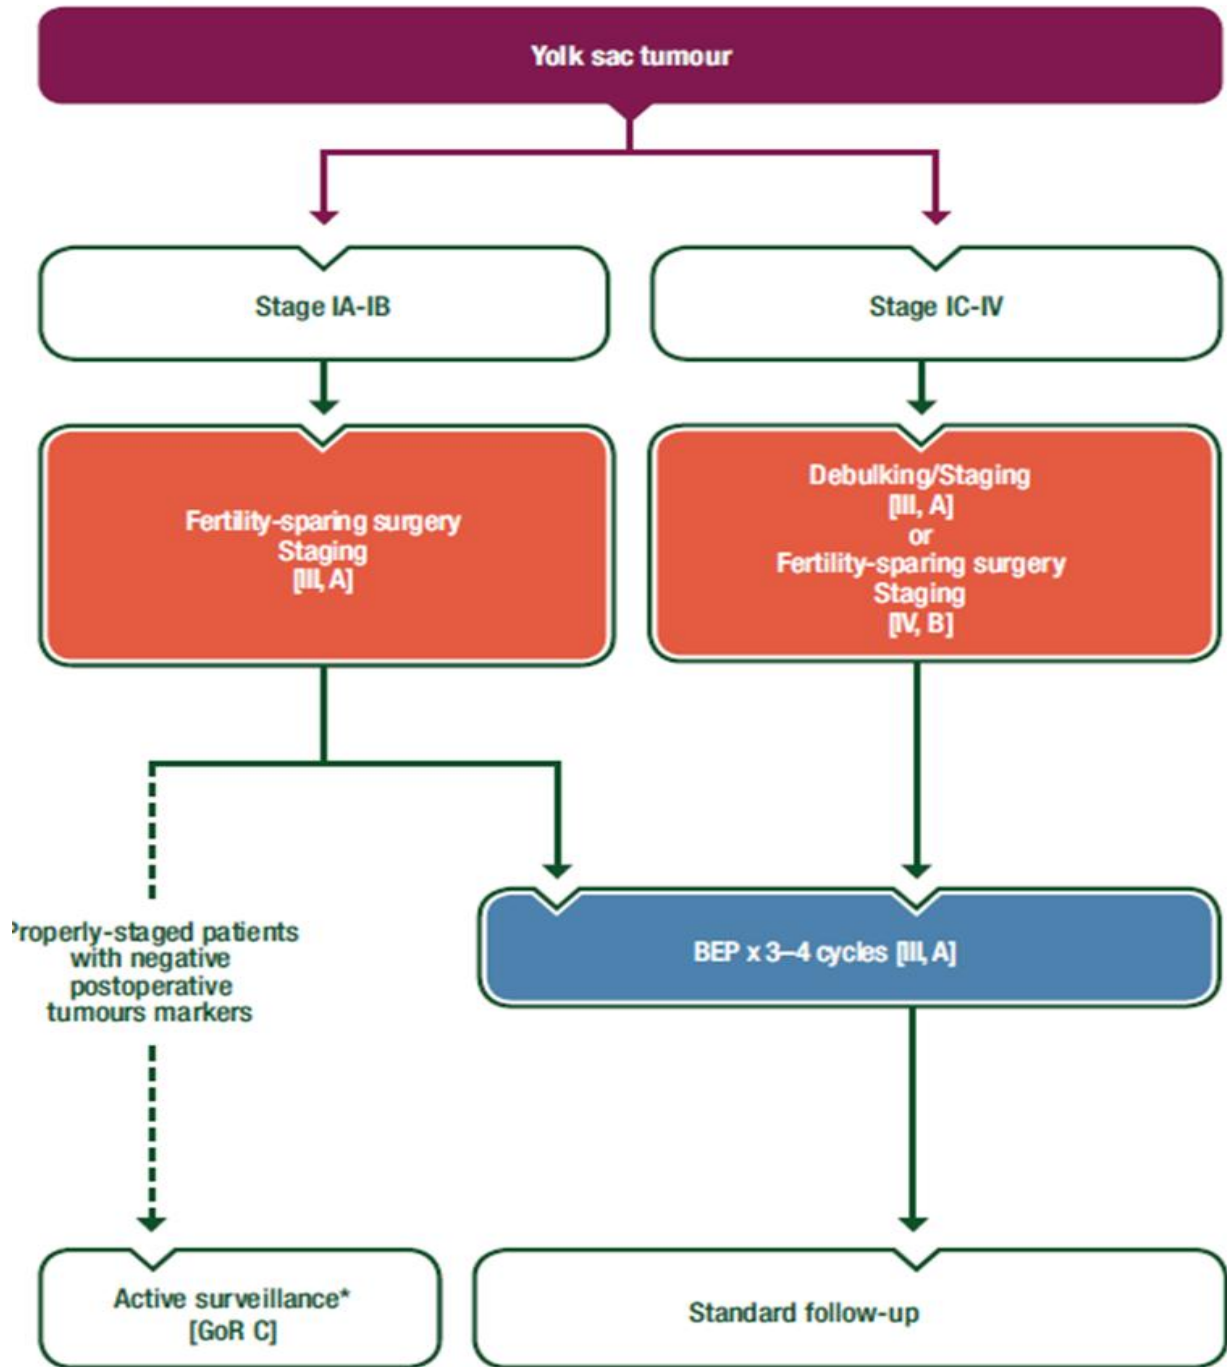 Yolk sac tumour
Stage IA-IB
Stage IC-IV
Fertility-sparing surgery
Staging
[III, A]
Debulking/Staging
[III, A]
or
Fertility-sparing surgery
Staging
[IV, B]
Properly-staged patients
with negative
postoperative
tumours markers
BEP x 3–4 cycles [III, A]
Active surveillance*
[GoR C]
Standard follow-up